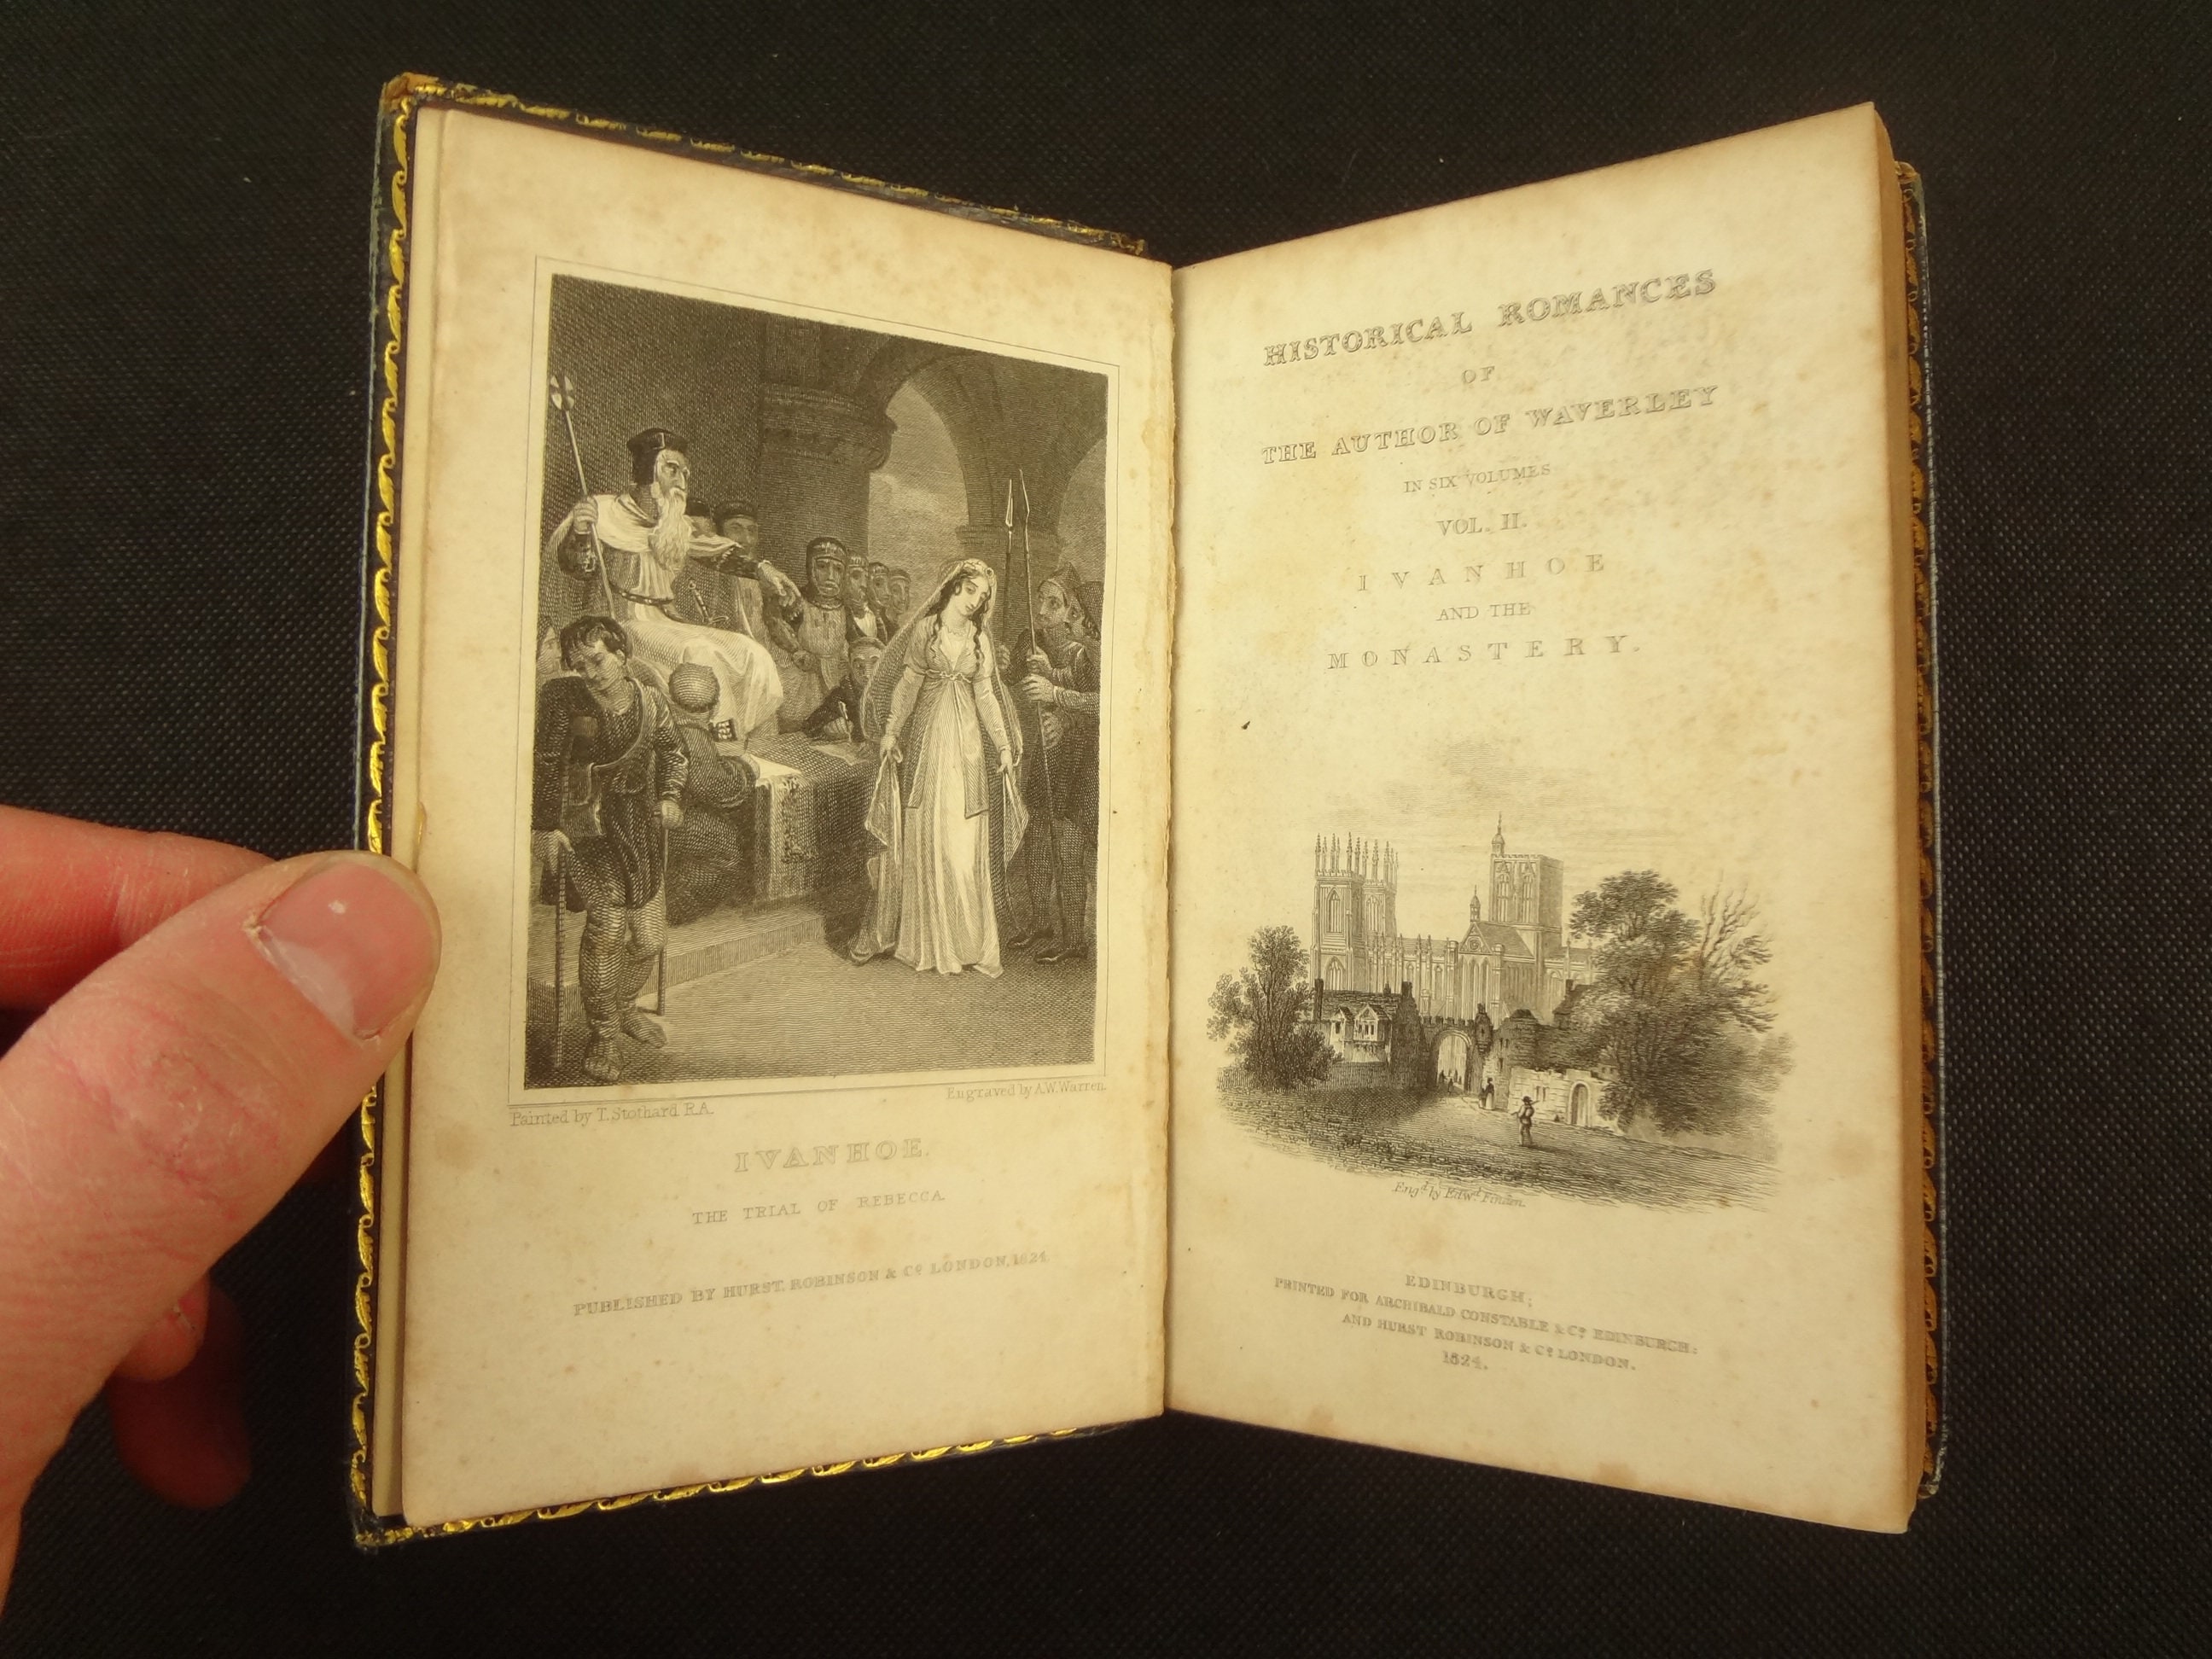 Painted by T. Stothard R.A.
Engraved by A.W. Warren.
IVANHOE.
THE TRIAL OF REBECCA.
PUBLISHED BY HURST, ROBINSON & Co. LONDON, 1824.
HISTORICAL ROMANCES
OF
THE AUTHOR OF WAVERLEY
IN SIX VOLUMES
VOL. II.
IVANHOE
AND THE
MONASTERY.
Engd. by Edwd. Finden.
EDINBURGH;
PRINTED FOR ARCHIBALD CONSTABLE & Co. EDINBURGH:
AND HURST ROBINSON & Co. LONDON.
1824.